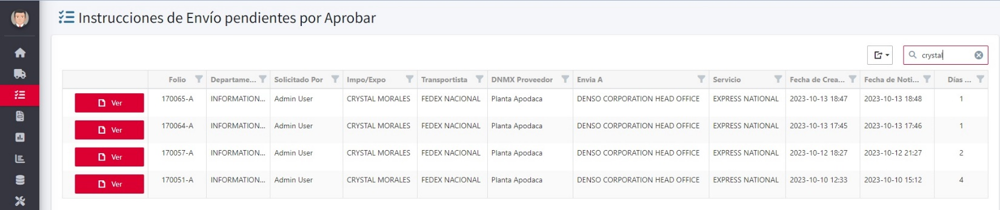 Instrucciones de Envío pendientes por Aprobar
crystal
Folio Departame... Solicitado Por Impo/Expo Transportista DNMX Proveedor Envia A Servicio Fecha de Crea... Fecha de Noti... Días ...
Ver 170065-A INFORMATION... Admin User CRYSTAL MORALES FEDEX NACIONAL Planta Apodaca DENSO CORPORATION HEAD OFFICE EXPRESS NATIONAL 2023-10-13 18:47 2023-10-13 18:48 1
Ver 170064-A INFORMATION... Admin User CRYSTAL MORALES FEDEX NACIONAL Planta Apodaca DENSO CORPORATION HEAD OFFICE EXPRESS NATIONAL 2023-10-13 17:45 2023-10-13 17:46 1
Ver 170057-A INFORMATION... Admin User CRYSTAL MORALES FEDEX NACIONAL Planta Apodaca DENSO CORPORATION HEAD OFFICE EXPRESS NATIONAL 2023-10-12 18:27 2023-10-12 21:27 2
Ver 170051-A INFORMATION... Admin User CRYSTAL MORALES FEDEX NACIONAL Planta Apodaca DENSO CORPORATION HEAD OFFICE EXPRESS NATIONAL 2023-10-10 12:33 2023-10-10 15:12 4